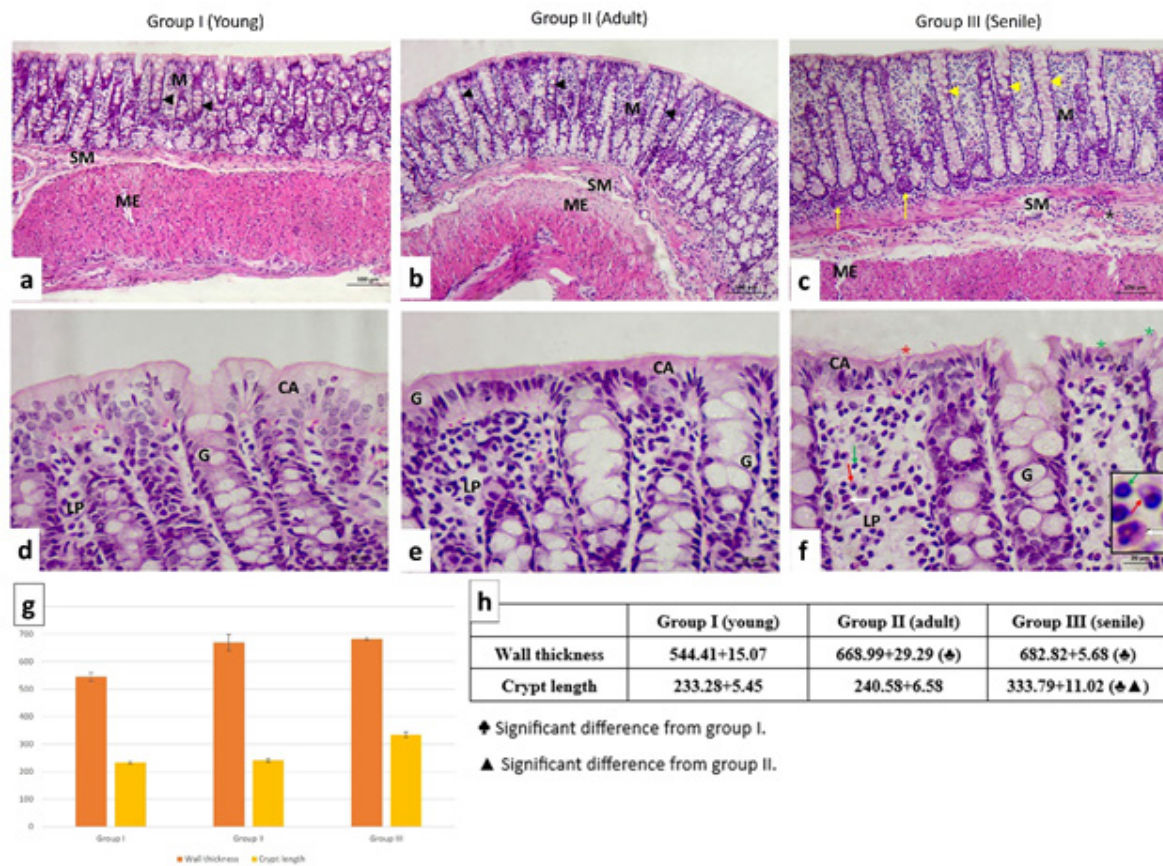 Group I (Young)
Group II (Adult)
Group III (Senile)
M
SM
ME
a
100 µm
M
SM
ME
b
M
SM
*
ME
c
CA
G
LP
d
CA
G
G
LP
e
* * *
CA
G
LP
f
g
700
600
500
400
300
200
100
0
Group I
Group II
Group III
Wall thickness
Crypt length
h
Group I (young) Group II (adult) Group III (senile)
Wall thickness 544.41+15.07 668.99+29.29 (♣) 682.82+5.68 (♣)
Crypt length 233.28+5.45 240.58+6.58 333.79+11.02 (♣▲)
♣ Significant difference from group I.
▲ Significant difference from group II.